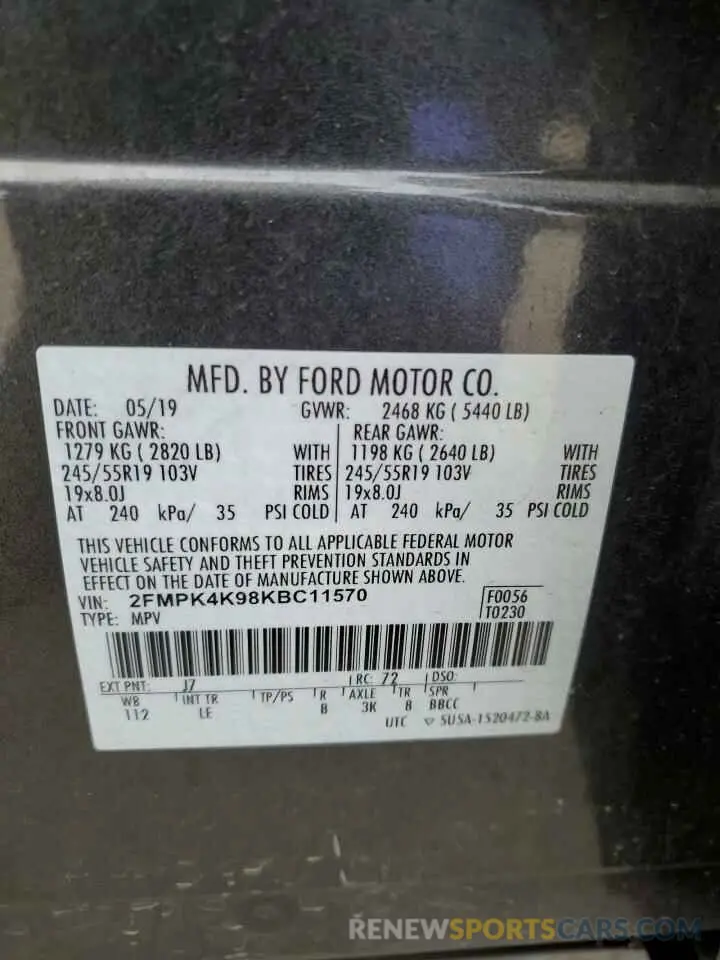 MFD. BY FORD MOTOR CO.
DATE: 05/19 GVWR: 2468 KG ( 5440 LB)
FRONT GAWR: REAR GAWR:
1279 KG ( 2820 LB) WITH 1198 KG ( 2640 LB) WITH
245/55R19 103V TIRES 245/55R19 103V TIRES
19x8.0J RIMS 19x8.0J RIMS
AT 240 kPa/ 35 PSI COLD AT 240 kPa/ 35 PSI COLD
THIS VEHICLE CONFORMS TO ALL APPLICABLE FEDERAL MOTOR
VEHICLE SAFETY AND THEFT PREVENTION STANDARDS IN
EFFECT ON THE DATE OF MANUFACTURE SHOWN ABOVE.
VIN: 2FMPK4K98KBC11570 F0056
TYPE: MPV T0230
EXT PNT: J7 RC: 72 DSO:
WB INT TR TP/PS R AXLE TR SPR
112 LE B 3K 8 BBCC
UTC ▽ 5USA-1520472-BA
RENEWSPORTSCARS.COM